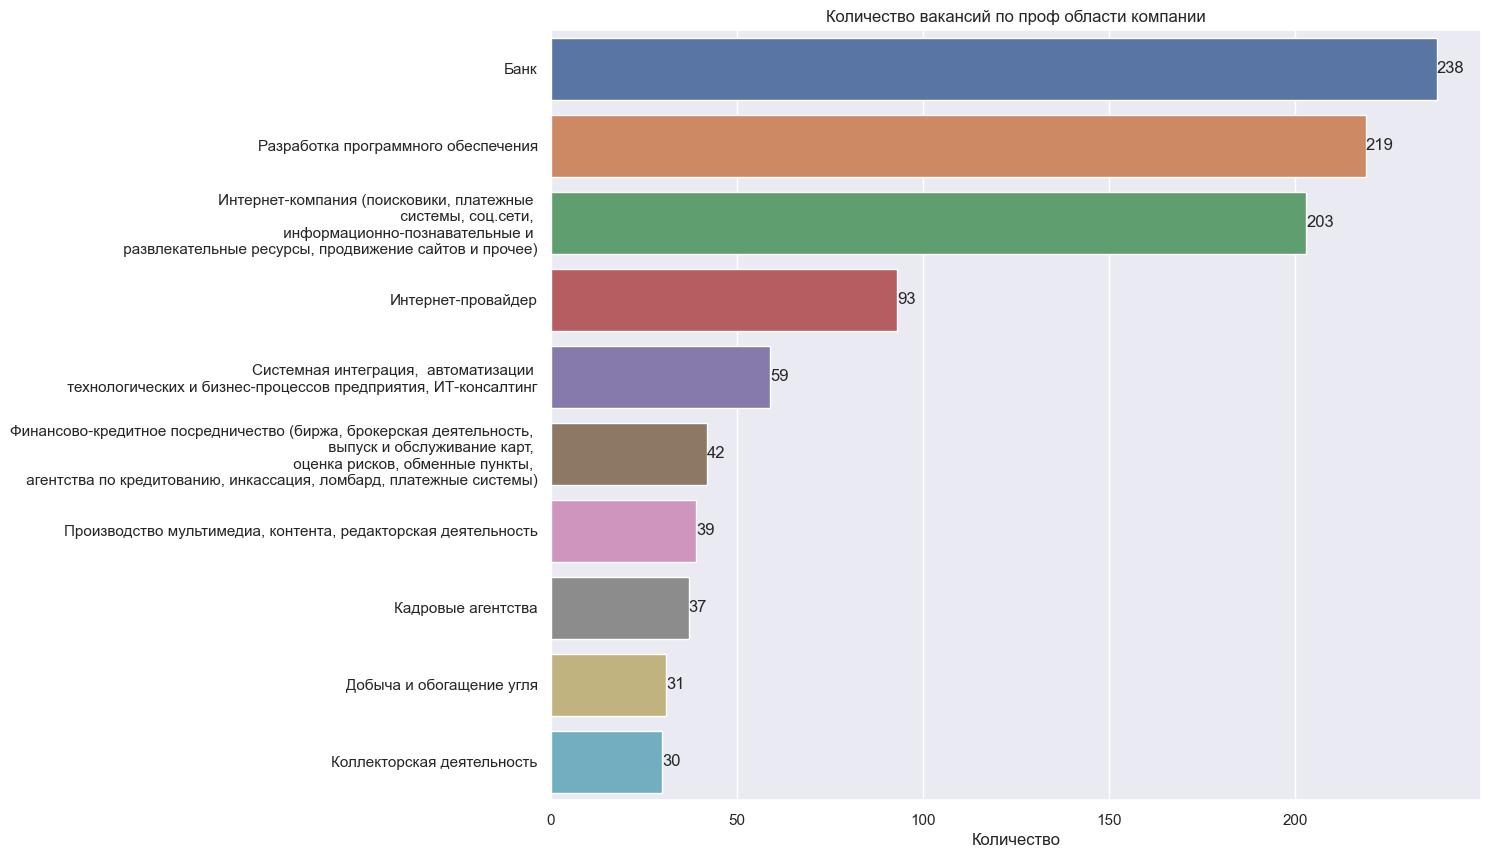 Количество вакансий по проф области компании
Банк
238
Разработка программного обеспечения
219
Интернет-компания (поисковики, платежные
системы, соц.сети,
информационно-познавательные и
развлекательные ресурсы, продвижение сайтов и прочее)
203
Интернет-провайдер
93
Системная интеграция,  автоматизации
технологических и бизнес-процессов предприятия, ИТ-консалтинг
59
Финансово-кредитное посредничество (биржа, брокерская деятельность,
выпуск и обслуживание карт,
оценка рисков, обменные пункты,
агентства по кредитованию, инкассация, ломбард, платежные системы)
42
Производство мультимедиа, контента, редакторская деятельность
39
Кадровые агентства
37
Добыча и обогащение угля
31
Коллекторская деятельность
30
0 50 100 150 200
Количество